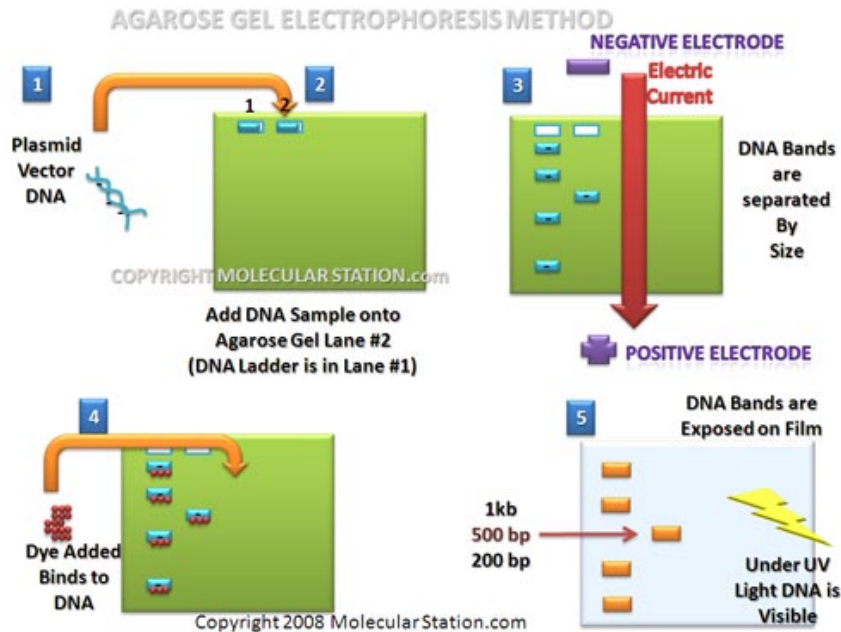 AGAROSE GEL ELECTROPHORESIS METHOD
1
Plasmid
Vector
DNA
2
1 2
COPYRIGHT MOLECULAR STATION.com
Add DNA Sample onto
Agarose Gel Lane #2
(DNA Ladder is in Lane #1)
NEGATIVE ELECTRODE
3
Electric
Current
DNA Bands
are
separated
By
Size
POSITIVE ELECTRODE
4
Dye Added
Binds to
DNA
5
DNA Bands are
Exposed on Film
1kb
500 bp
200 bp
Under UV
Light DNA is
Visible
Copyright 2008 MolecularStation.com